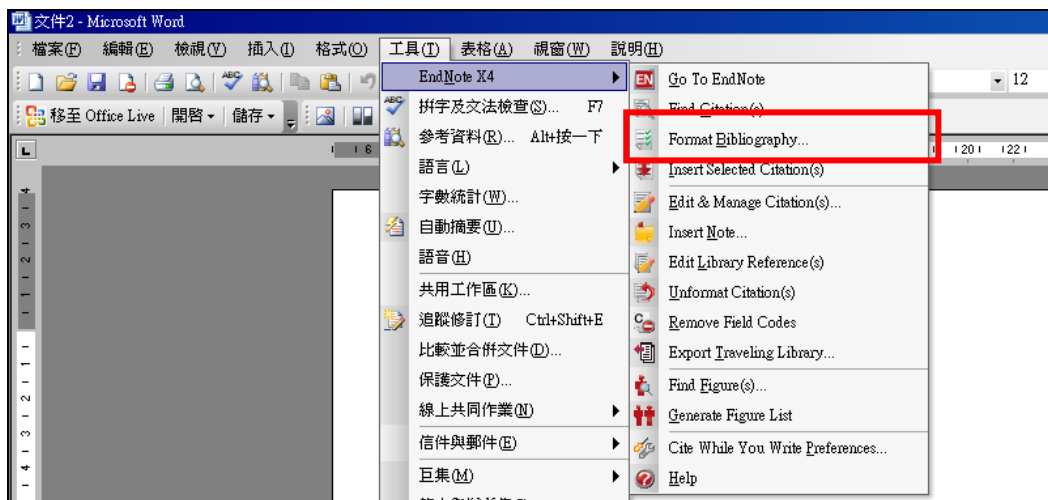 文件2 - Microsoft Word
檔案(F) 編輯(E) 檢視(V) 插入(I) 格式(O) 工具(T) 表格(A) 視窗(W) 說明(H)
12
移至 Office Live 開啓 儲存
EndNote X4
拼字及文法檢查(S)... F7
參考資料(R)... Alt+按一下
語言(L)
字數統計(W)...
自動摘要(U)...
語音(H)
共用工作區(K)...
追蹤修訂(T) Ctrl+Shift+E
比較並合併文件(D)...
保護文件(P)...
線上共同作業(N)
信件與郵件(E)
巨集(M)
EN Go To EndNote
Find Citation(s)
Format Bibliography...
Insert Selected Citation(s)
Edit & Manage Citation(s)...
Insert Note...
Edit Library Reference(s)
Unformat Citation(s)
Remove Field Codes
Export Traveling Library...
Find Figure(s)...
Generate Figure List
Cite While You Write Preferences...
Help